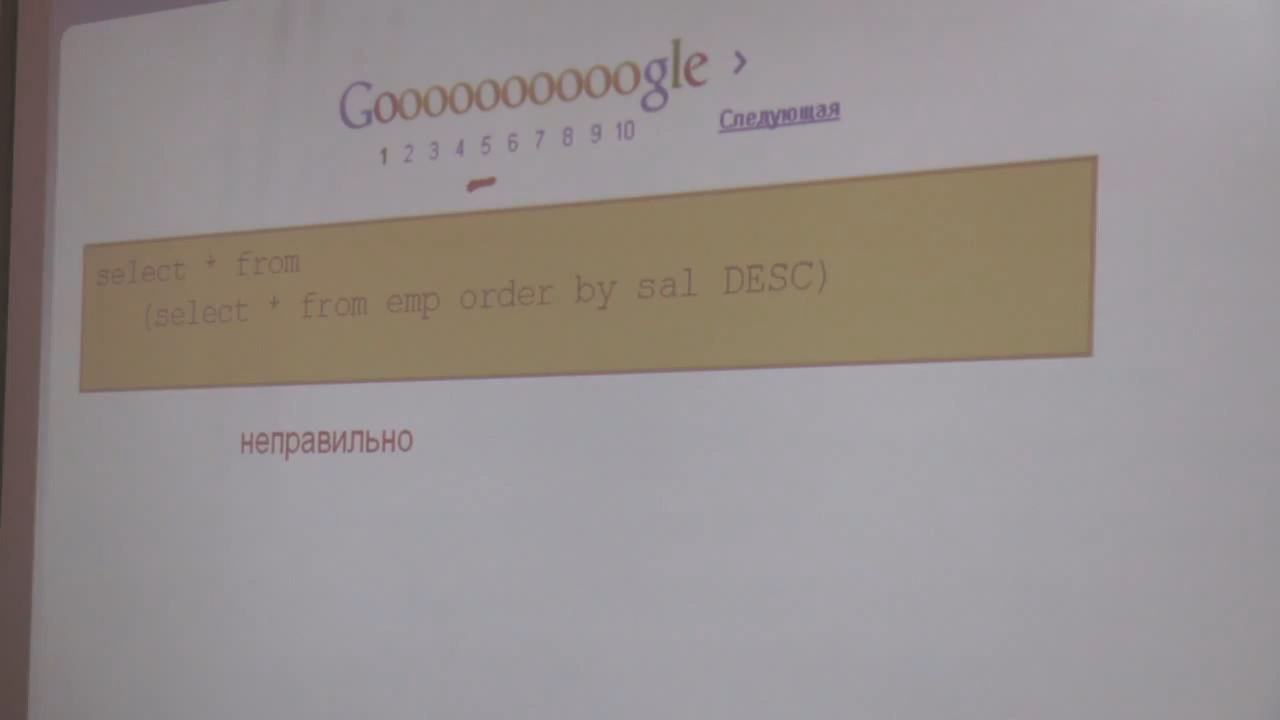 Goooooooooogle >
1 2 3 4 5 6 7 8 9 10
Следующая
select * from
(select * from emp order by sal DESC)
неправильно